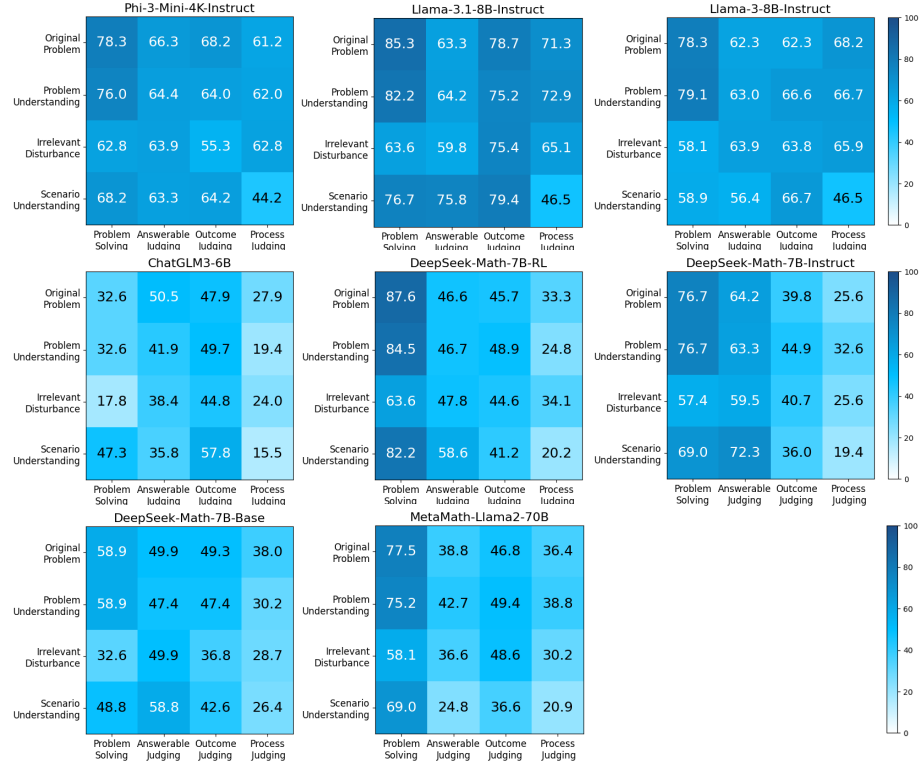 Phi-3-Mini-4K-Instruct
Original
Problem
78.3 66.3 68.2 61.2
Problem
Understanding
76.0 64.4 64.0 62.0
Irrelevant
Disturbance
62.8 63.9 55.3 62.8
Scenario
Understanding
68.2 63.3 64.2 44.2
Problem Answerable Outcome Process
Solving Judging Judging Judging
Llama-3.1-8B-Instruct
Original
Problem
85.3 63.3 78.7 71.3
Problem
Understanding
82.2 64.2 75.2 72.9
Irrelevant
Disturbance
63.6 59.8 75.4 65.1
Scenario
Understanding
76.7 75.8 79.4 46.5
Problem Answerable Outcome Process
Solving Judging Judging Judging
Llama-3-8B-Instruct
Original
Problem
78.3 62.3 62.3 68.2
Problem
Understanding
79.1 63.0 66.6 66.7
Irrelevant
Disturbance
58.1 63.9 63.8 65.9
Scenario
Understanding
58.9 56.4 66.7 46.5
Problem Answerable Outcome Process
Solving Judging Judging Judging
100
80
60
40
20
0
ChatGLM3-6B
Original
Problem
32.6 50.5 47.9 27.9
Problem
Understanding
32.6 41.9 49.7 19.4
Irrelevant
Disturbance
17.8 38.4 44.8 24.0
Scenario
Understanding
47.3 35.8 57.8 15.5
Problem Answerable Outcome Process
Solving Judging Judging Judging
DeepSeek-Math-7B-RL
Original
Problem
87.6 46.6 45.7 33.3
Problem
Understanding
84.5 46.7 48.9 24.8
Irrelevant
Disturbance
63.6 47.8 44.6 34.1
Scenario
Understanding
82.2 58.6 41.2 20.2
Problem Answerable Outcome Process
Solving Judging Judging Judging
DeepSeek-Math-7B-Instruct
Original
Problem
76.7 64.2 39.8 25.6
Problem
Understanding
76.7 63.3 44.9 32.6
Irrelevant
Disturbance
57.4 59.5 40.7 25.6
Scenario
Understanding
69.0 72.3 36.0 19.4
Problem Answerable Outcome Process
Solving Judging Judging Judging
100
80
60
40
20
0
DeepSeek-Math-7B-Base
Original
Problem
58.9 49.9 49.3 38.0
Problem
Understanding
58.9 47.4 47.4 30.2
Irrelevant
Disturbance
32.6 49.9 36.8 28.7
Scenario
Understanding
48.8 58.8 42.6 26.4
Problem Answerable Outcome Process
Solving Judging Judging Judging
MetaMath-Llama2-70B
Original
Problem
77.5 38.8 46.8 36.4
Problem
Understanding
75.2 42.7 49.4 38.8
Irrelevant
Disturbance
58.1 36.6 48.6 30.2
Scenario
Understanding
69.0 24.8 36.6 20.9
Problem Answerable Outcome Process
Solving Judging Judging Judging
100
80
60
40
20
0